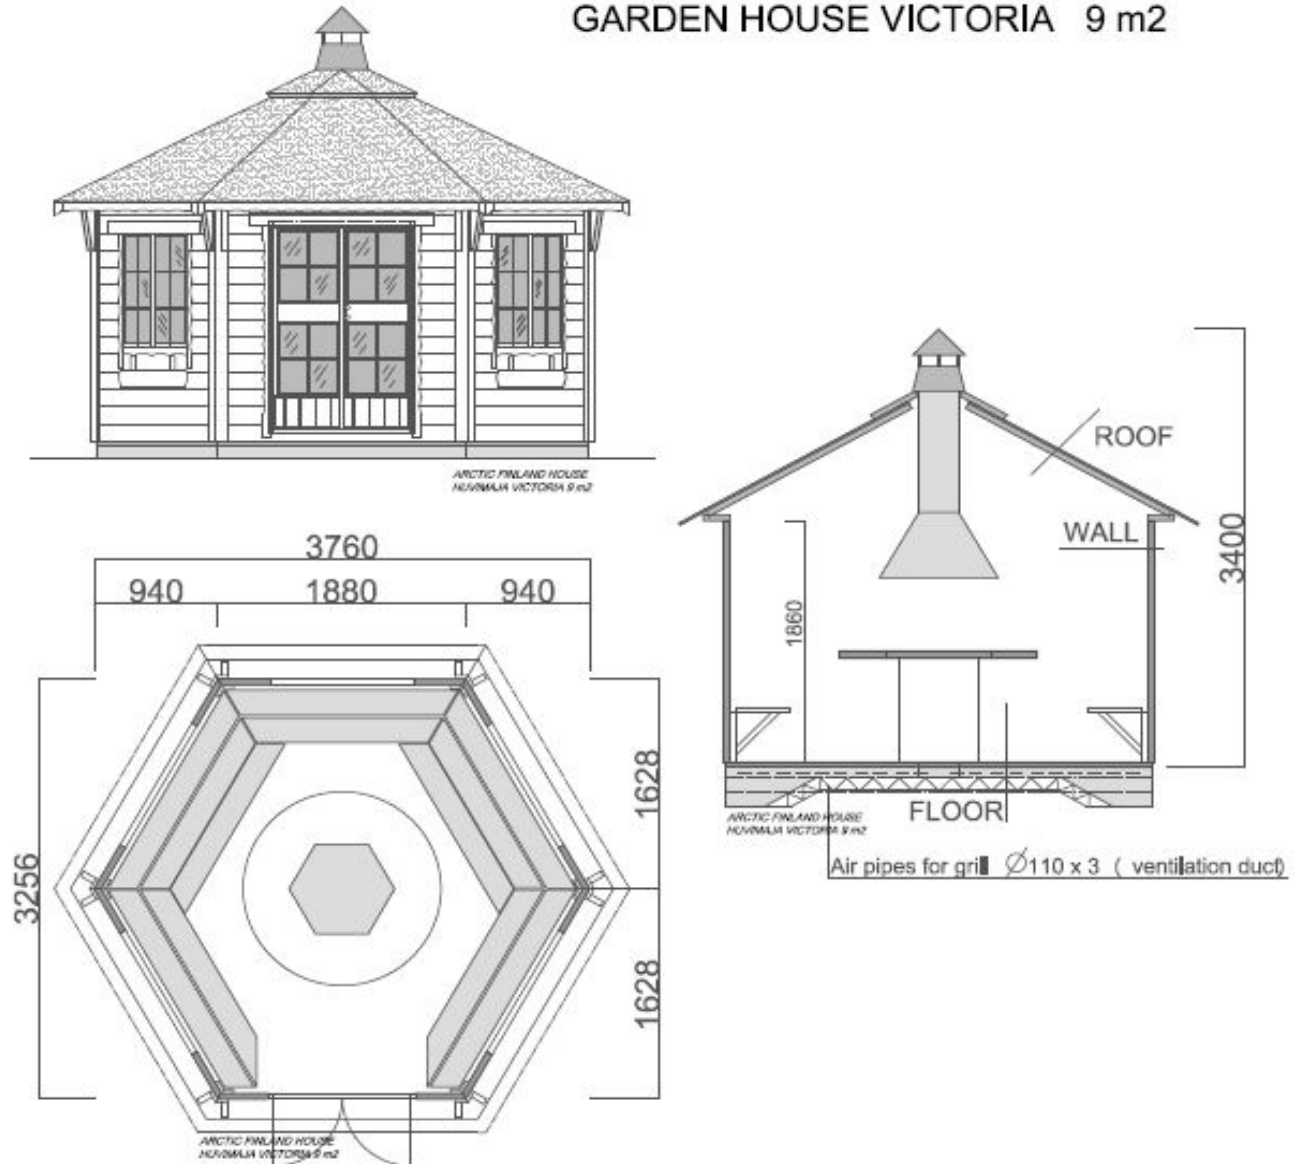 GARDEN HOUSE VICTORIA 9 m2
ARCTIC FINLAND HOUSE
HUVIMAJA VICTORIA 9 m2
ROOF
WALL
3400
1860
FLOOR
ARCTIC FINLAND HOUSE
HUVIMAJA VICTORIA 9 m2
Air pipes for grill Ø110 x 3 ( ventilation duct)
3760
940 1880 940
3256
1628
1628
ARCTIC FINLAND HOUSE
HUVIMAJA VICTORIA 9 m2